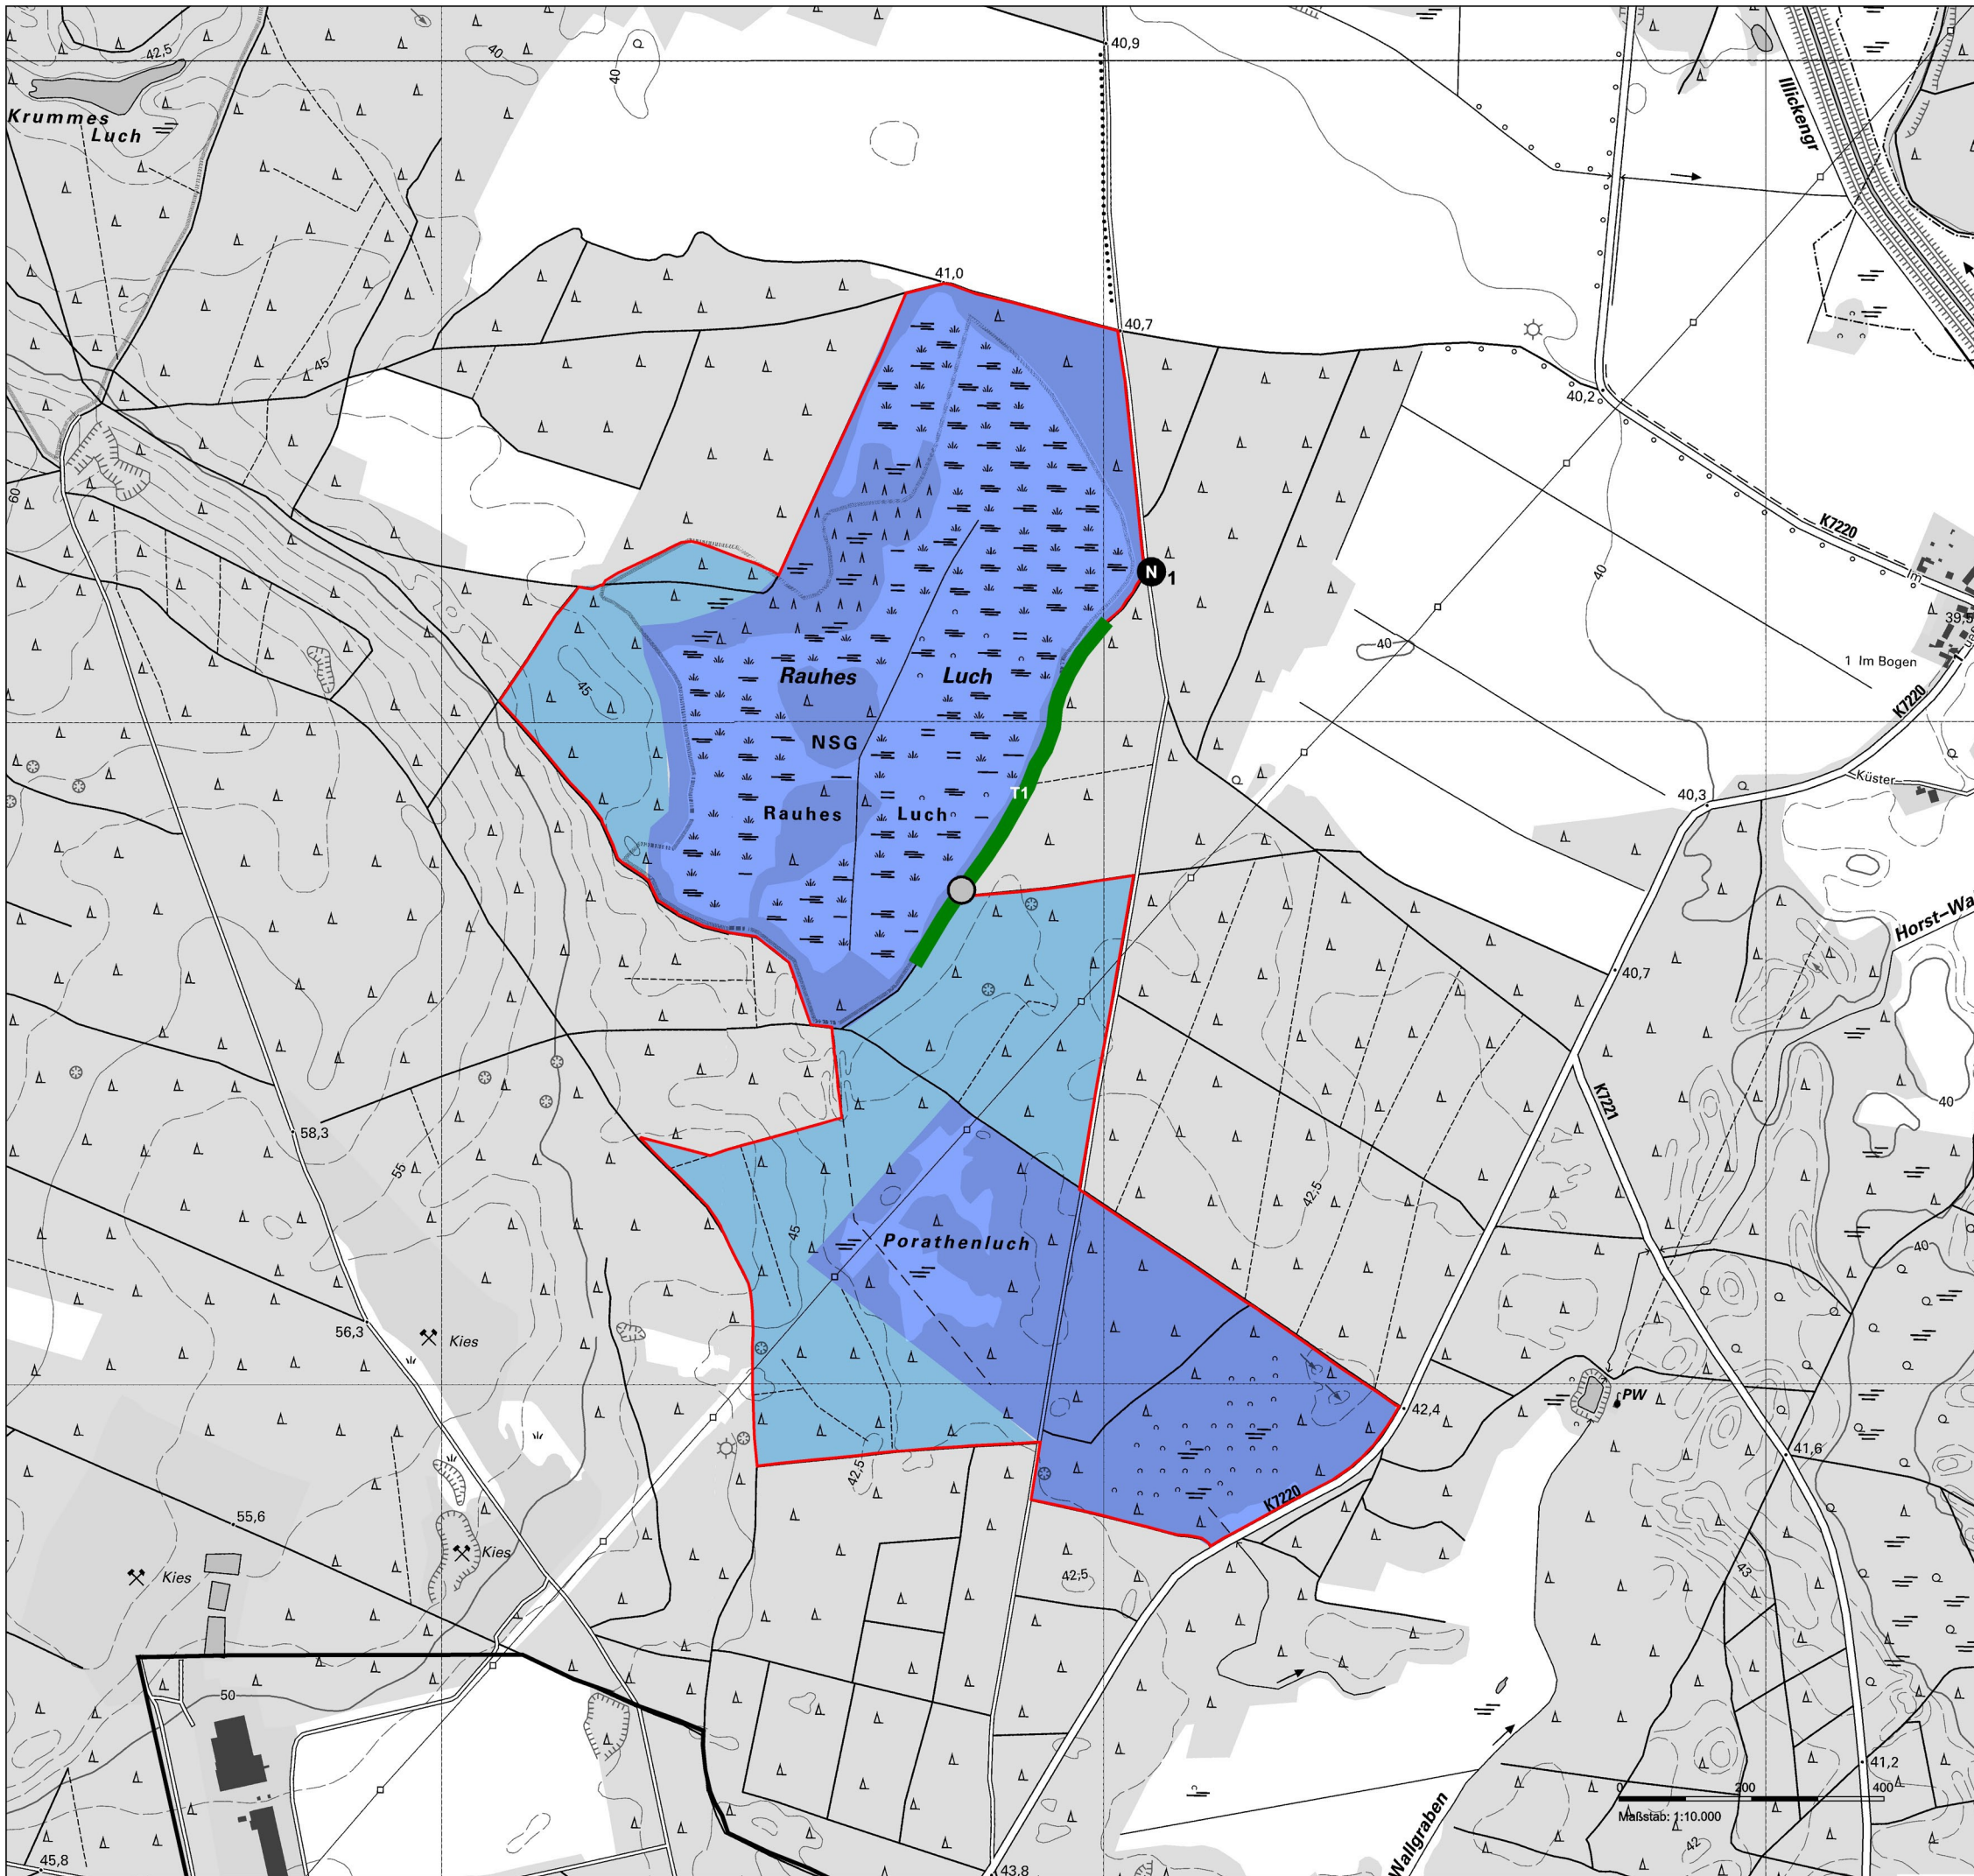 40,9
42,5
40
40
Krummes
Luch
Illickengr
41,0
40,7
45
40,2
60
K7220
N 1
40
39,5
40
1 Im Bogen
Rauhes Luch
45
K7220
NSG
T1
Küster
40,3
Rauhes Luch
Horst-Wa
40,7
K7221
40
58,3
55
42,5
45
Porathenluch
40
56,3
Kies
42,4
PW
41,6
42,5
K7220
55,6
Kies
Kies
42,5
43
50
41,2
0 200 400
Maßstab: 1:10.000
Wallgraben
42
45,8
43,8